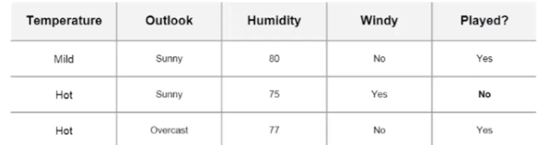 Temperature Outlook Humidity Windy Played?
Mild Sunny 80 No Yes
Hot Sunny 75 Yes No
Hot Overcast 77 No Yes